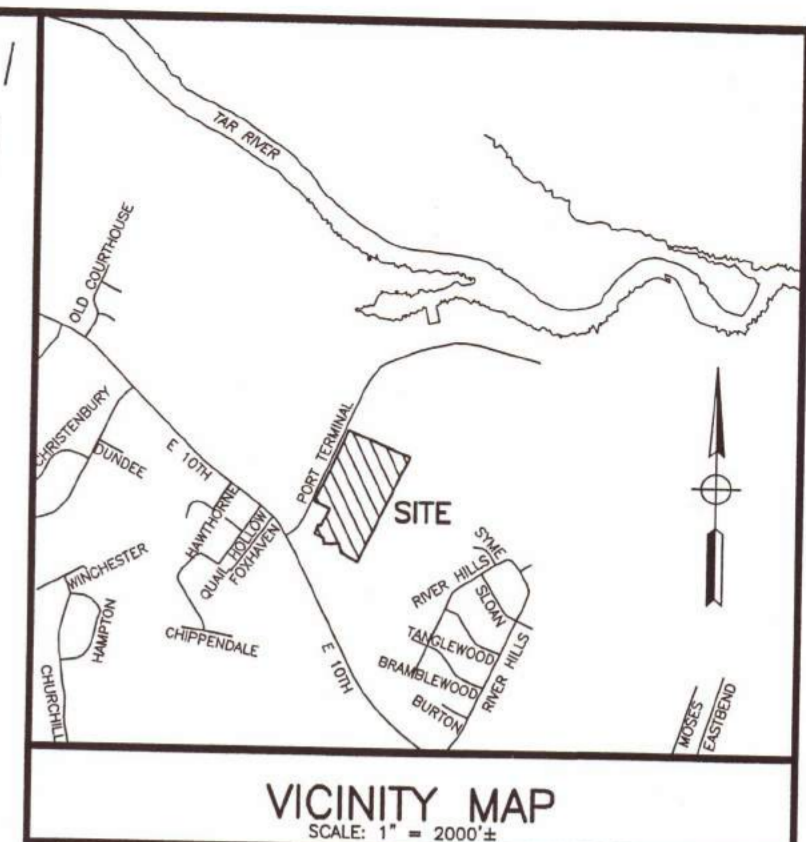 TAR RIVER
OLD COURTHOUSE
CHRISTENBURY
DUNDEE
E 10TH
PORT TERMINAL
HAWTHORNE
QUAIL HOLLOW
FOXHAVEN
SITE
WINCHESTER
HAMPTON
CHIPPENDALE
CHURCHILL
E 10TH
SYME
RIVER HILLS
SLOAN
TANGLEWOOD
BRAMBLEWOOD
BURTON
RIVER HILLS
MOSES
EASTBEND
VICINITY MAP
SCALE: 1" = 2000'±